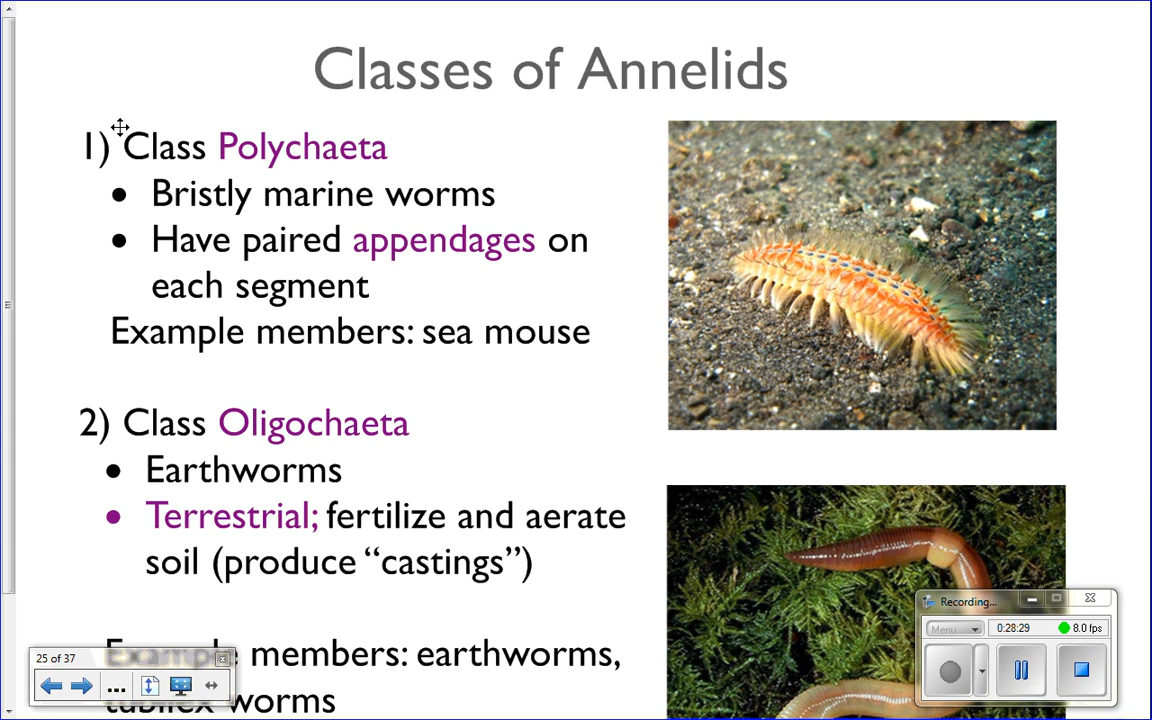 Classes of Annelids
1) Class Polychaeta
• Bristly marine worms
• Have paired appendages on
each segment
Example members: sea mouse
2) Class Oligochaeta
• Earthworms
• Terrestrial; fertilize and aerate
soil (produce “castings”)
Example members: earthworms,
tubifex worms
25 of 37
...
Recording...
Menu
0:28:29
8.0 fps